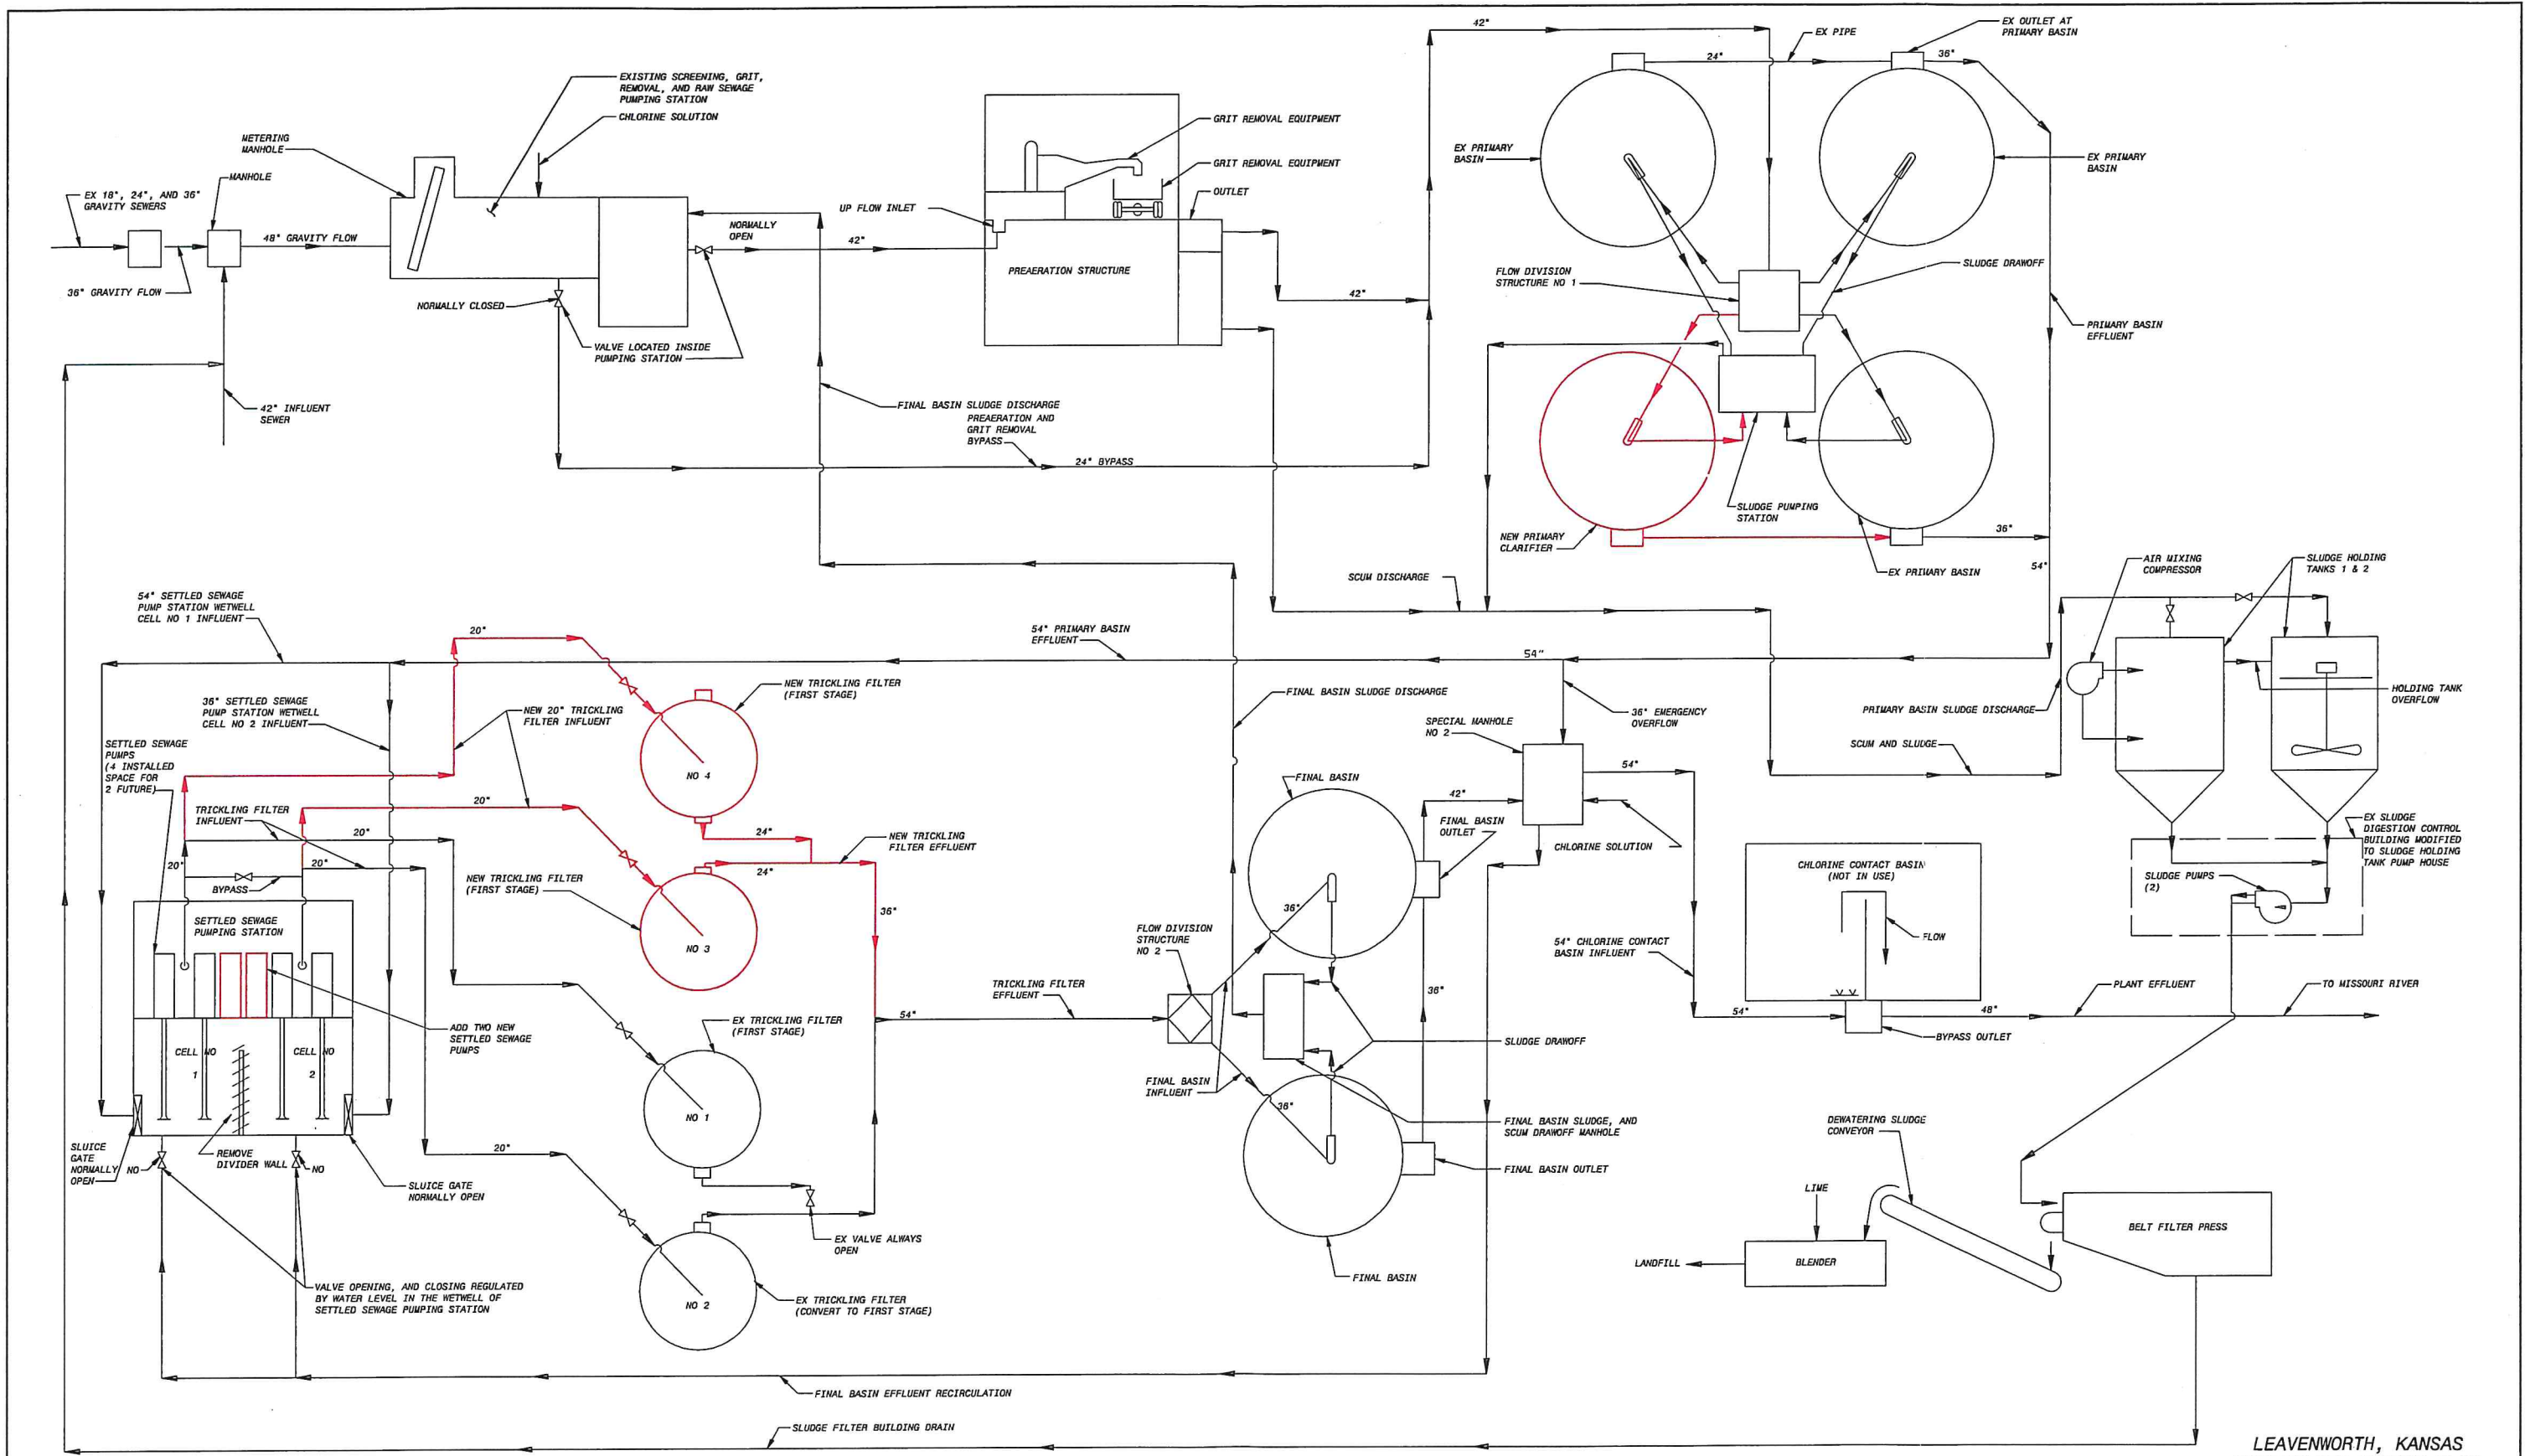 42"
EX PIPE
EX OUTLET AT
PRIMARY BASIN
24"
36"
EXISTING SCREENING, GRIT,
REMOVAL, AND RAW SEWAGE
PUMPING STATION
CHLORINE SOLUTION
METERING
MANHOLE
MANHOLE
EX 18", 24", AND 36"
GRAVITY SEWERS
48" GRAVITY FLOW
36" GRAVITY FLOW
NORMALLY CLOSED
VALVE LOCATED INSIDE
PUMPING STATION
NORMALLY
OPEN
42"
UP FLOW INLET
GRIT REMOVAL EQUIPMENT
GRIT REMOVAL EQUIPMENT
OUTLET
PREAERATION STRUCTURE
42"
EX PRIMARY
BASIN
EX PRIMARY
BASIN
FLOW DIVISION
STRUCTURE NO 1
SLUDGE DRAWOFF
PRIMARY BASIN
EFFLUENT
42" INFLUENT
SEWER
FINAL BASIN SLUDGE DISCHARGE
PREAERATION AND
GRIT REMOVAL
BYPASS
24" BYPASS
SLUDGE PUMPING
STATION
NEW PRIMARY
CLARIFIER
36"
EX PRIMARY BASIN
54"
AIR MIXING
COMPRESSOR
SLUDGE HOLDING
TANKS 1 & 2
SCUM DISCHARGE
54" SETTLED SEWAGE
PUMP STATION WETWELL
CELL NO 1 INFLUENT
20"
54" PRIMARY BASIN
EFFLUENT
54"
36" SETTLED SEWAGE
PUMP STATION WETWELL
CELL NO 2 INFLUENT
NEW 20" TRICKLING
FILTER INFLUENT
NEW TRICKLING FILTER
(FIRST STAGE)
NO 4
FINAL BASIN SLUDGE DISCHARGE
36" EMERGENCY
OVERFLOW
SPECIAL MANHOLE
NO 2
PRIMARY BASIN SLUDGE DISCHARGE
HOLDING TANK
OVERFLOW
SCUM AND SLUDGE
SETTLED SEWAGE
PUMPS
(4 INSTALLED
SPACE FOR
2 FUTURE)
TRICKLING FILTER
INFLUENT
20"
20"
20"
20"
BYPASS
24"
24"
NEW TRICKLING
FILTER EFFLUENT
NEW TRICKLING FILTER
(FIRST STAGE)
NO 3
36"
FINAL BASIN
42"
54"
FINAL BASIN
OUTLET
CHLORINE SOLUTION
CHLORINE CONTACT BASIN
(NOT IN USE)
FLOW
EX SLUDGE
DIGESTION CONTROL
BUILDING MODIFIED
TO SLUDGE HOLDING
TANK PUMP HOUSE
SLUDGE PUMPS
(2)
SETTLED SEWAGE
PUMPING STATION
36"
FLOW DIVISION
STRUCTURE
NO 2
54" CHLORINE CONTACT
BASIN INFLUENT
TRICKLING FILTER
EFFLUENT
54"
36"
54"
48"
PLANT EFFLUENT
TO MISSOURI RIVER
BYPASS OUTLET
ADD TWO NEW
SETTLED SEWAGE
PUMPS
CELL NO
1
CELL NO
2
EX TRICKLING FILTER
(FIRST STAGE)
NO 1
SLUDGE DRAWOFF
FINAL BASIN
INFLUENT
36"
FINAL BASIN SLUDGE, AND
SCUM DRAWOFF MANHOLE
FINAL BASIN OUTLET
SLUICE
GATE
NORMALLY
OPEN
NO
REMOVE
DIVIDER WALL
NO
SLUICE GATE
NORMALLY OPEN
20"
EX VALVE ALWAYS
OPEN
FINAL BASIN
DEWATERING SLUDGE
CONVEYOR
LIME
BELT FILTER PRESS
LANDFILL
BLENDER
VALVE OPENING, AND CLOSING REGULATED
BY WATER LEVEL IN THE WETWELL OF
SETTLED SEWAGE PUMPING STATION
NO 2
EX TRICKLING FILTER
(CONVERT TO FIRST STAGE)
FINAL BASIN EFFLUENT RECIRCULATION
SLUDGE FILTER BUILDING DRAIN
LEAVENWORTH, KANSAS